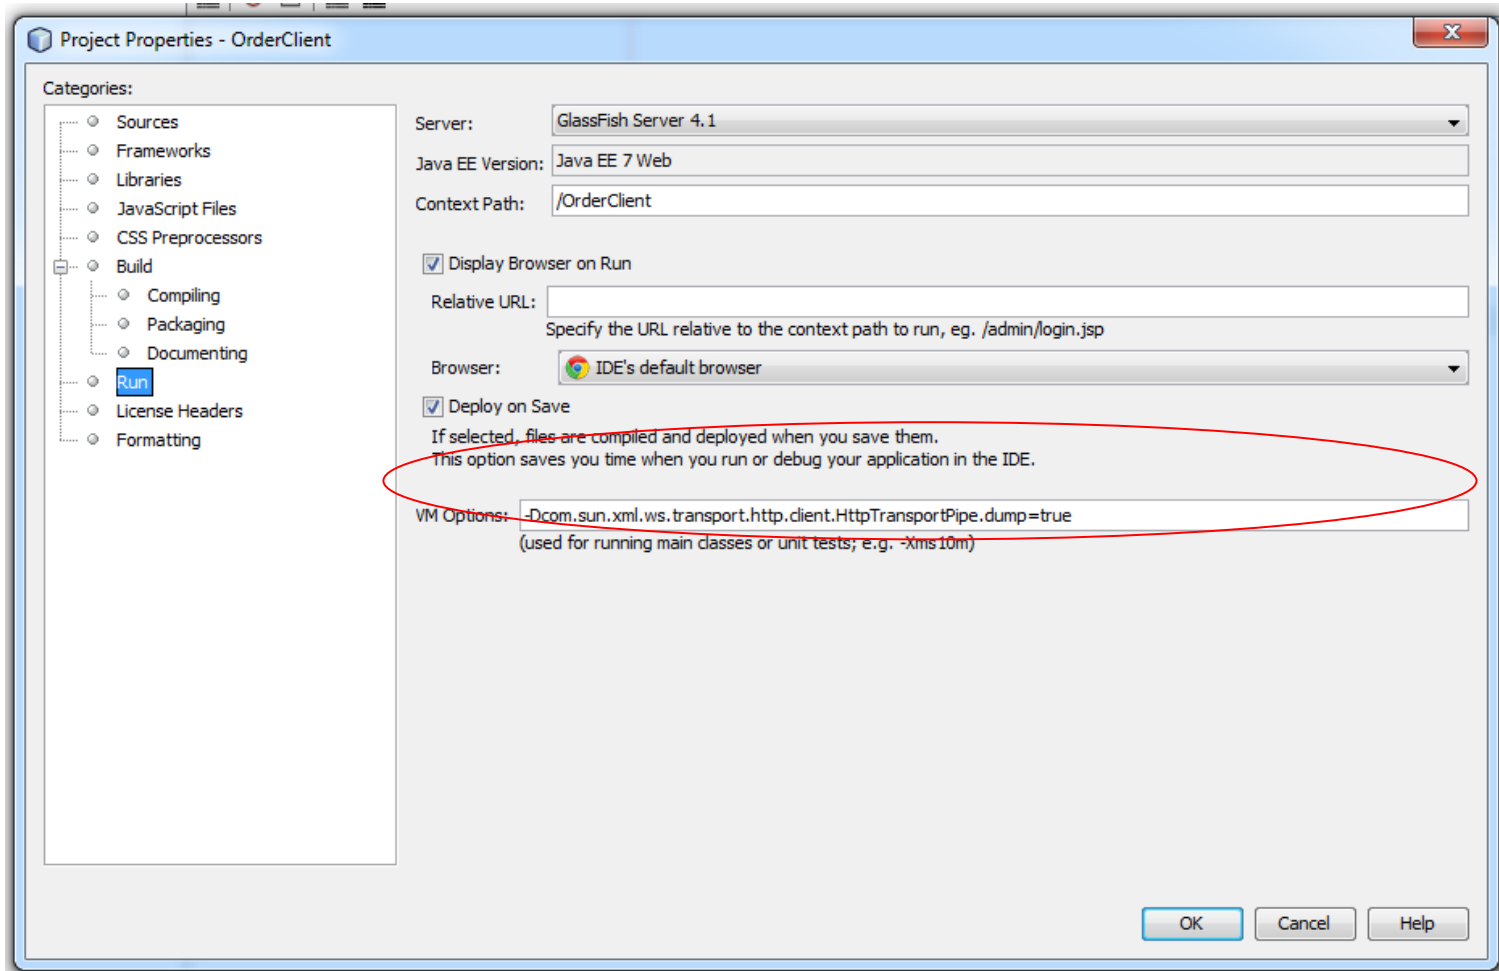 Project Properties - OrderClient
Categories:
Sources
Frameworks
Libraries
JavaScript Files
CSS Preprocessors
Build
Compiling
Packaging
Documenting
Run
License Headers
Formatting
Server: GlassFish Server 4.1
Java EE Version: Java EE 7 Web
Context Path: /OrderClient
Display Browser on Run
Relative URL:
Specify the URL relative to the context path to run, eg. /admin/login.jsp
Browser: IDE's default browser
Deploy on Save
If selected, files are compiled and deployed when you save them.
This option saves you time when you run or debug your application in the IDE.
VM Options: -Dcom.sun.xml.ws.transport.http.client.HttpTransportPipe.dump=true
(used for running main classes or unit tests; e.g. -Xms10m)
OK Cancel Help